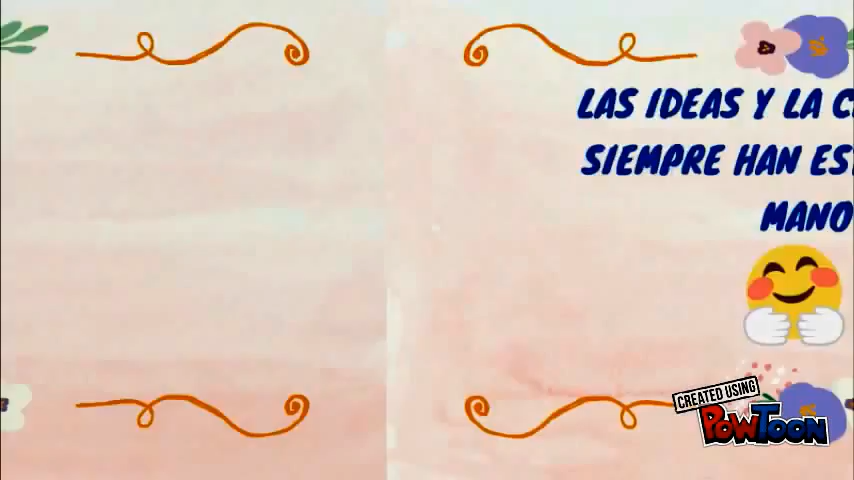 LAS IDEAS Y LA
SIEMPRE HAN
MANO
CREATED USING
POWTOON